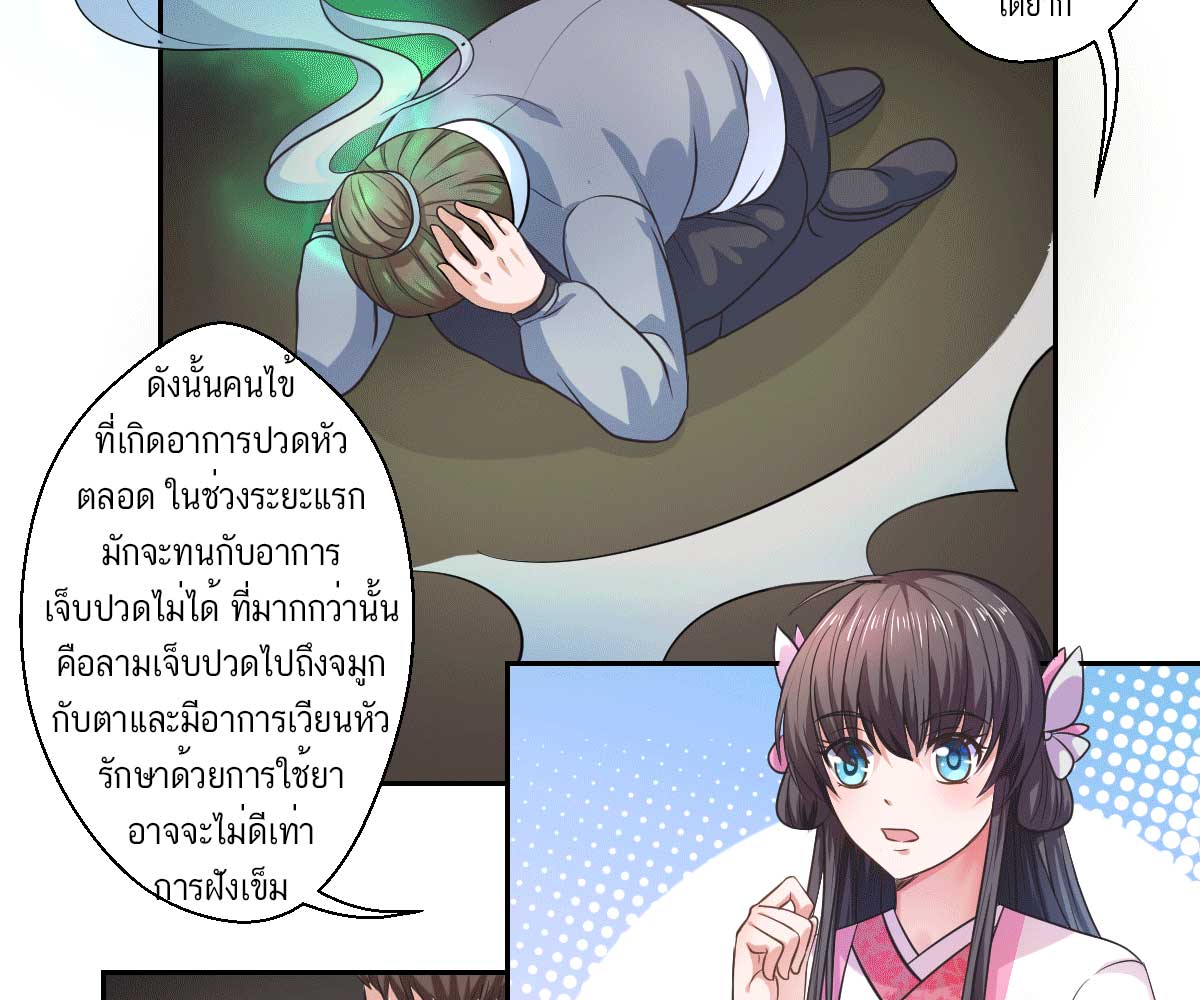 ดังนั้นคนไข้
ที่เกิดอาการปวดหัว
ตลอด ในช่วงระยะแรก
มักจะทนกับอาการ
เจ็บปวดไม่ได้ ที่มากกว่านั้น
คือลามเจ็บปวดไปถึงจมูก
กับตาและมีอาการเวียนหัว
รักษาด้วยการใช้ยา
อาจจะไม่ดีเท่า
การฝังเข็ม